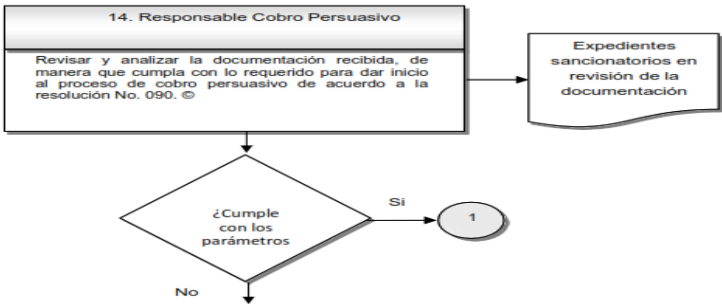 14. Responsable Cobro Persuasivo
Revisar y analizar la documentación recibida, de
manera que cumpla con lo requerido para dar inicio
al proceso de cobro persuasivo de acuerdo a la
resolución No. 090. ©
Expedientes
sancionatorios en
revisión de la
documentación
¿Cumple
con los
parámetros
Si
1
No